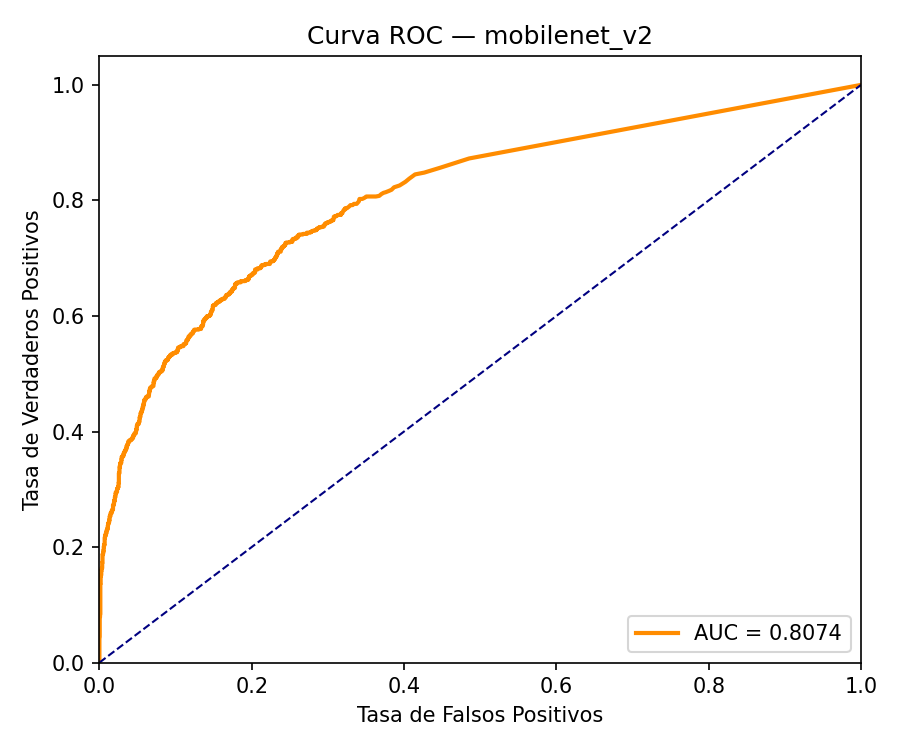 Curva ROC — mobilenet_v2
1.0
0.8
0.6
0.4
0.2
0.0
Tasa de Verdaderos Positivos
AUC = 0.8074
0.0 0.2 0.4 0.6 0.8 1.0
Tasa de Falsos Positivos